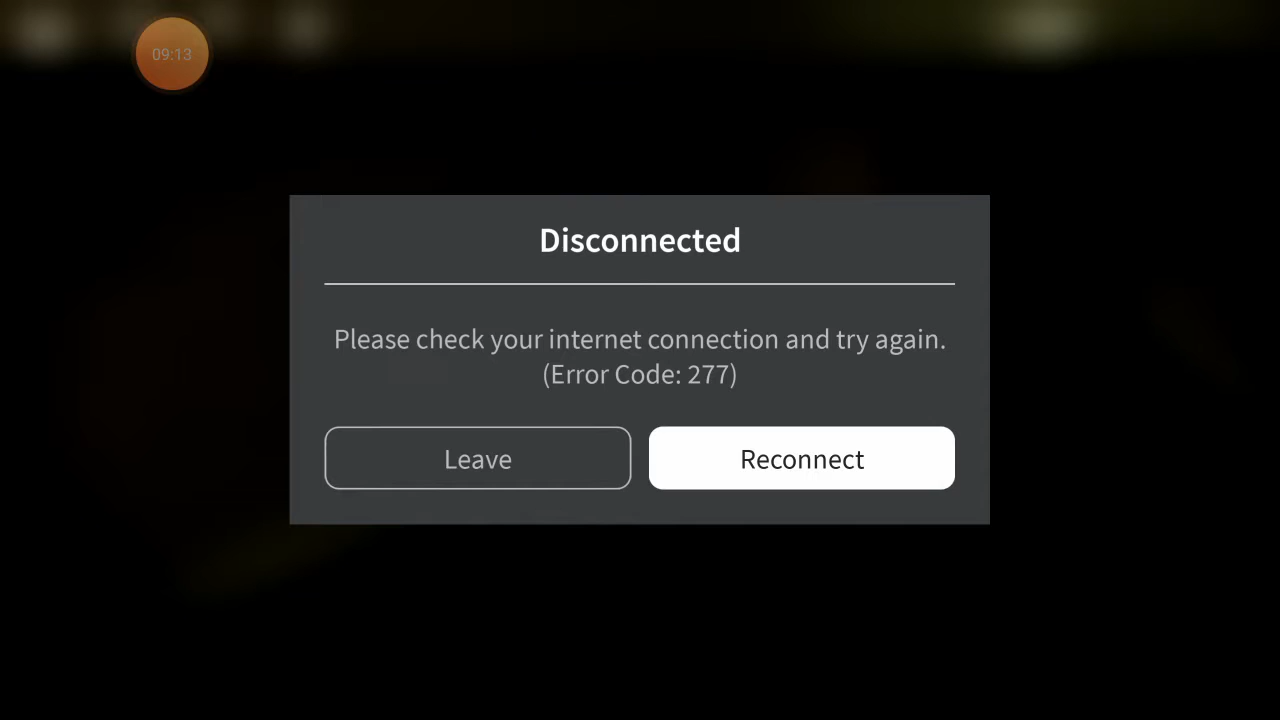 09:13
Disconnected
Please check your internet connection and try again.
(Error Code: 277)
Leave
Reconnect